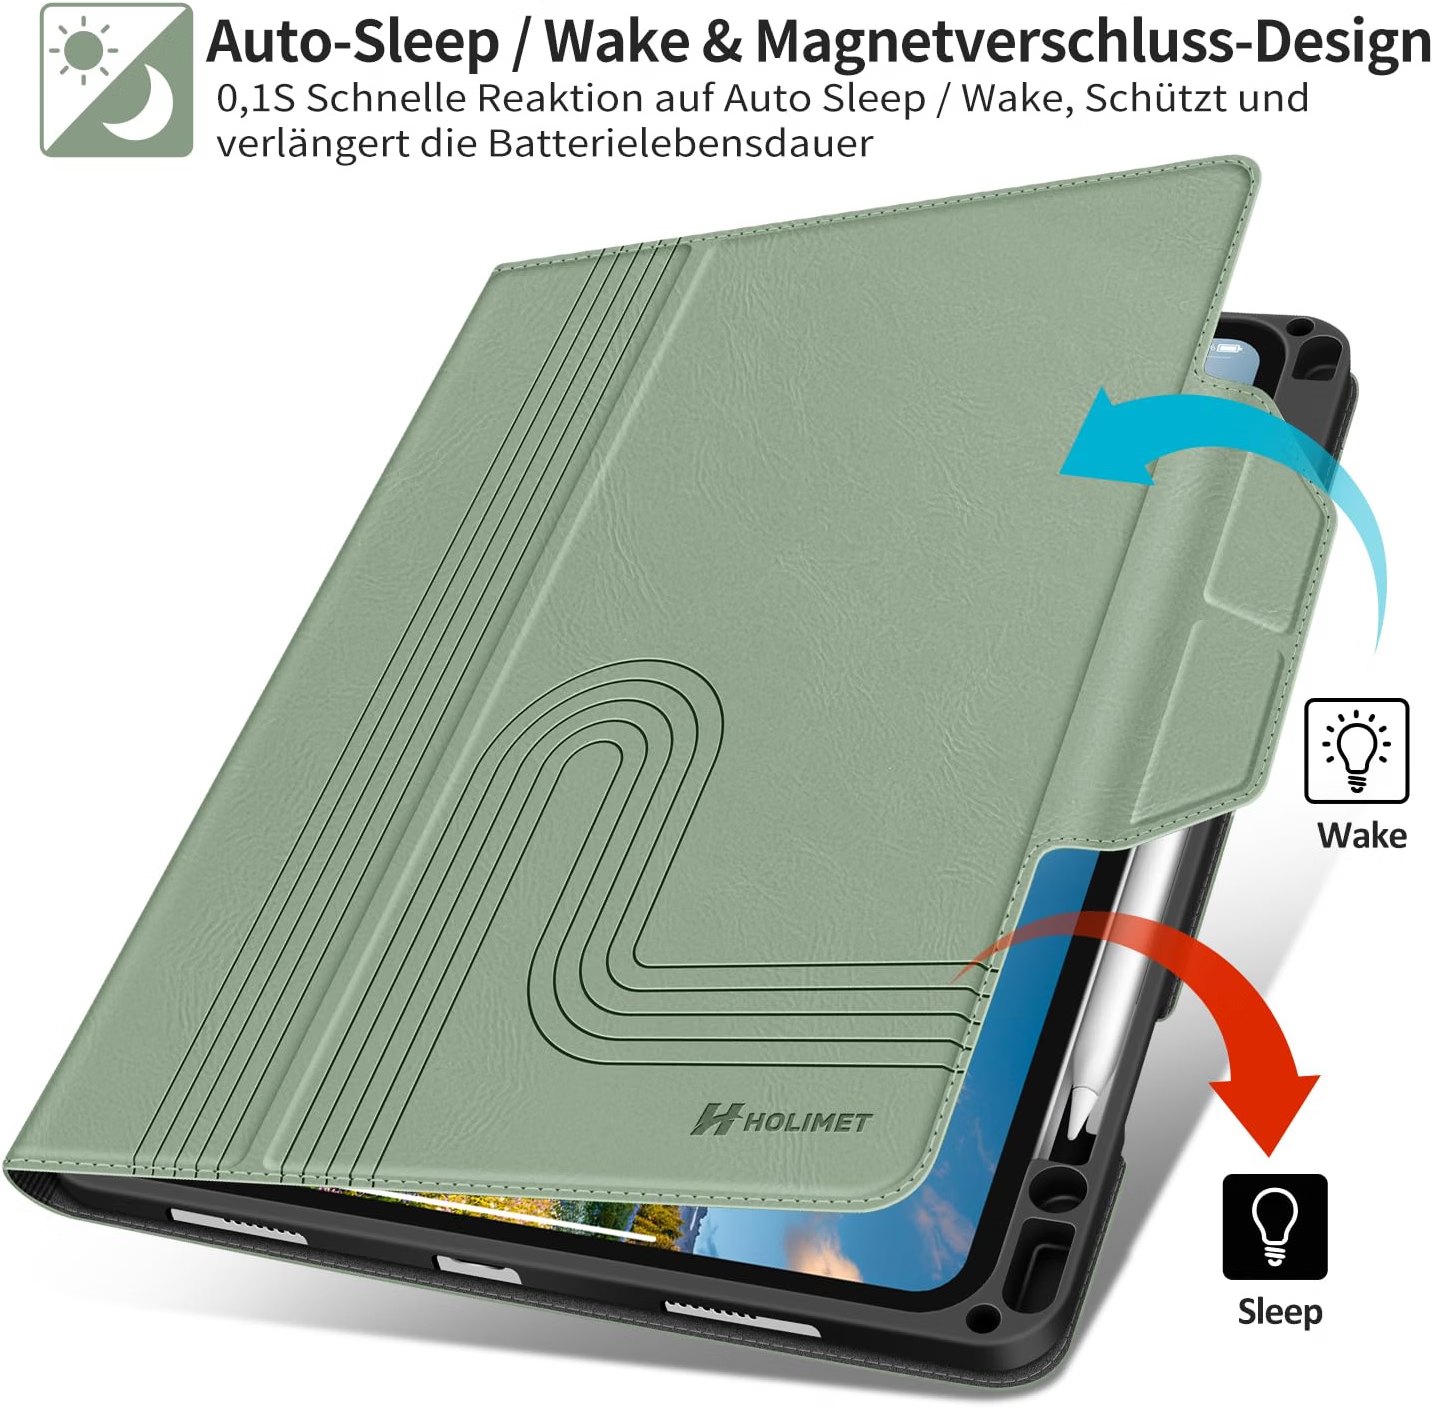 Auto-Sleep / Wake & Magnetverschluss-Design
0,1S Schnelle Reaktion auf Auto Sleep / Wake, Schützt und
verlängert die Batterielebensdauer
Wake
HOLIMET
Sleep